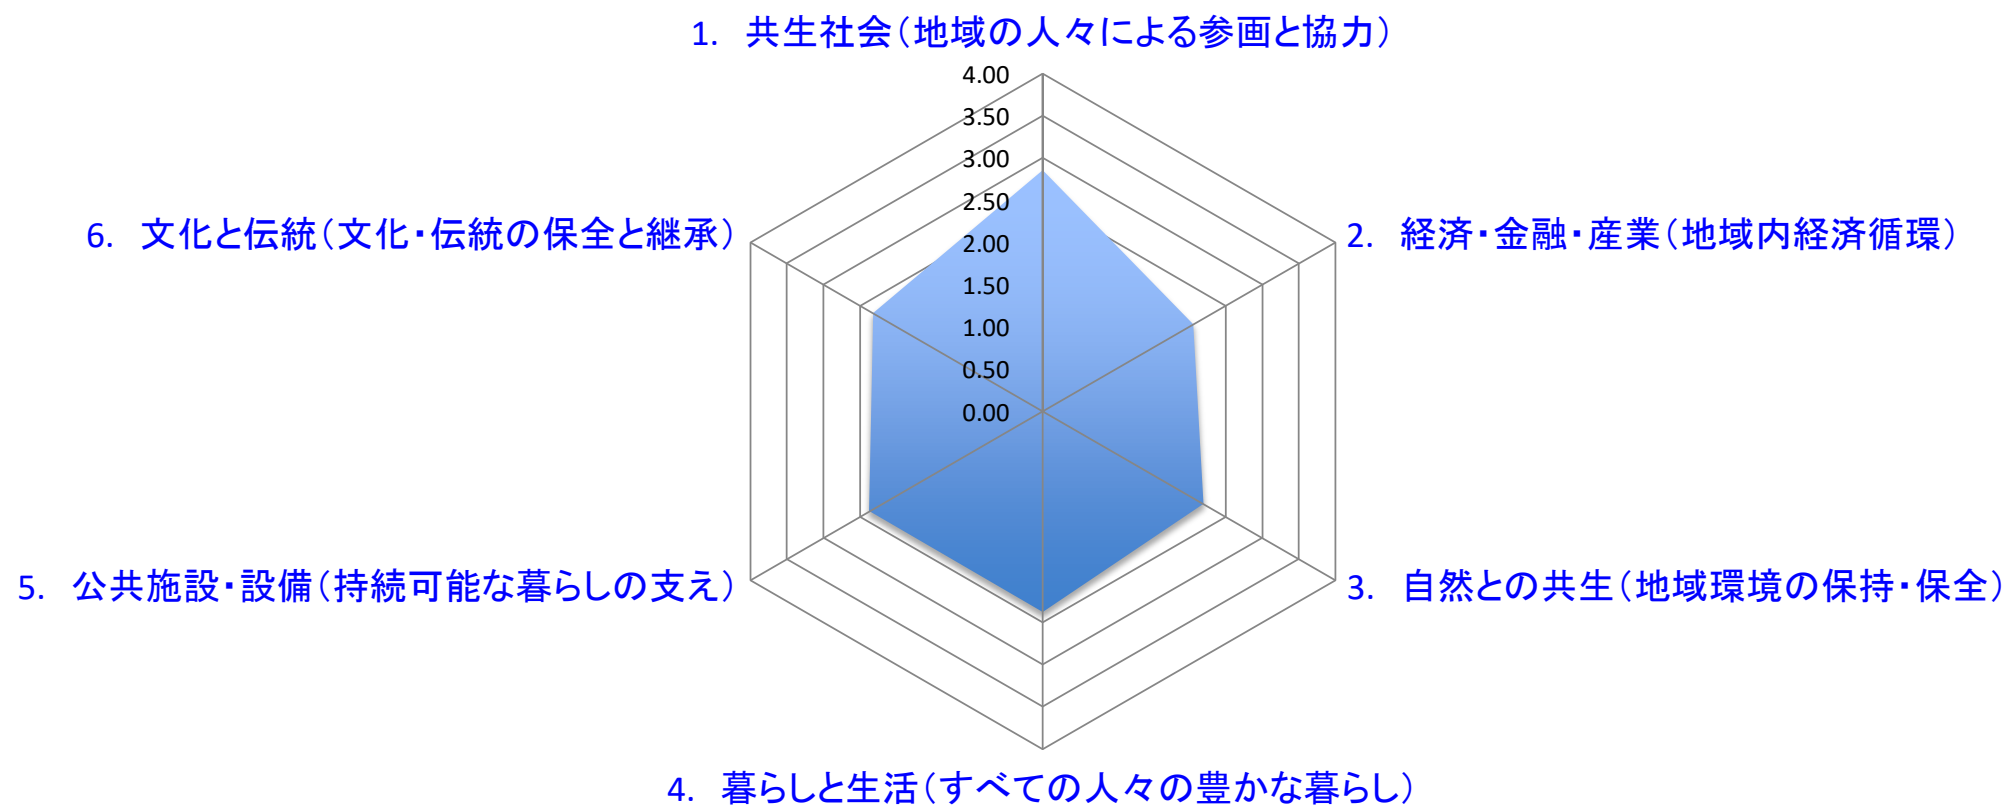 1. 共生社会（地域の人々による参画と協力）
4.00
3.50
3.00
2.50
2.00
1.50
1.00
0.50
0.00
2. 経済・金融・産業（地域内経済循環）
3. 自然との共生（地域環境の保持・保全）
4. 暮らしと生活（すべての人々の豊かな暮らし）
5. 公共施設・設備（持続可能な暮らしの支え）
6. 文化と伝統（文化・伝統の保全と継承）